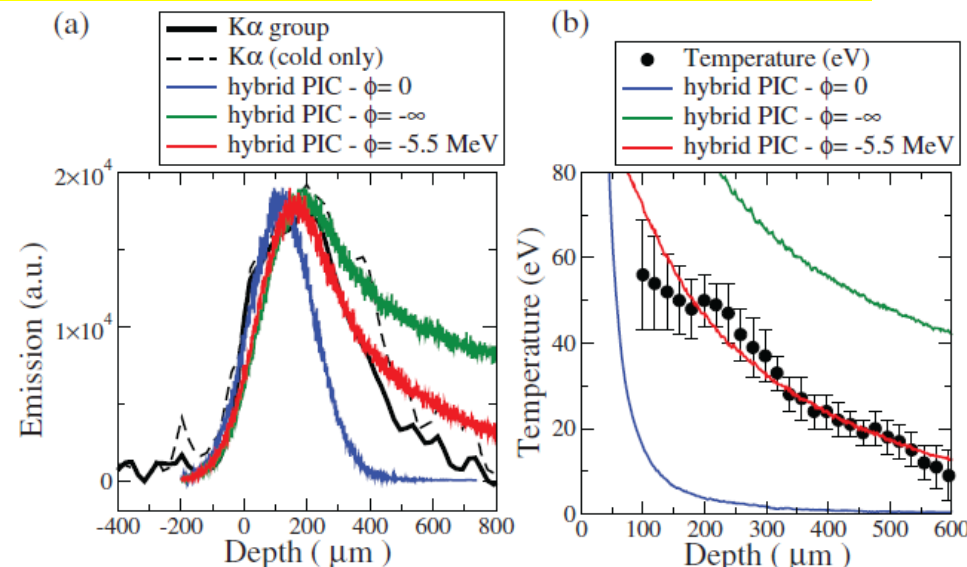 (a)
Kα group
Kα (cold only)
hybrid PIC - ϕ= 0
hybrid PIC - ϕ= -∞
hybrid PIC - ϕ= -5.5 MeV
2×10⁴
1×10⁴
0
Emission (a.u.)
-400 -200 0 200 400 600 800
Depth ( μm)
(b)
Temperature (eV)
hybrid PIC - ϕ= 0
hybrid PIC - ϕ= -∞
hybrid PIC - ϕ= -5.5 MeV
80
60
40
20
0
Temperature (eV)
0 100 200 300 400 500 600
Depth ( μm)